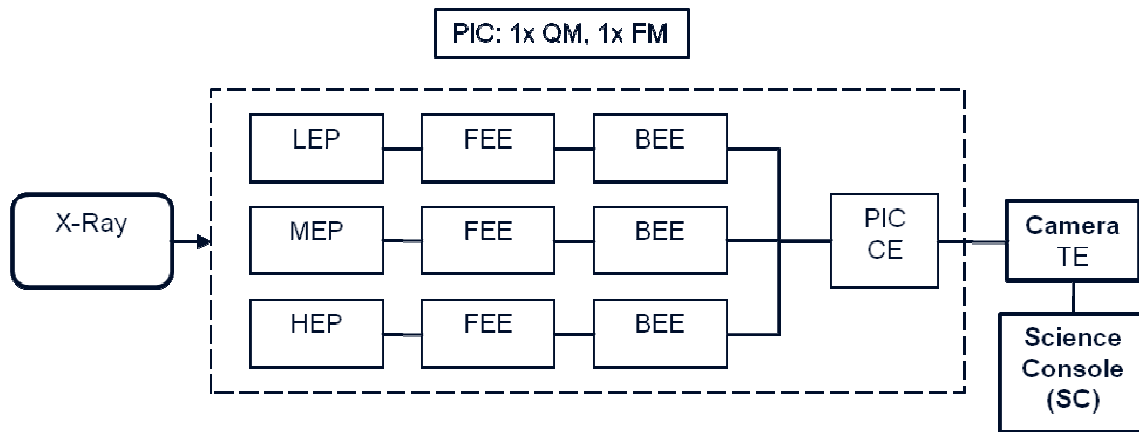 PIC: 1x QM, 1x FM
LEP
FEE
BEE
X-Ray
MEP
FEE
BEE
PIC
CE
Camera
TE
HEP
FEE
BEE
Science
Console
(SC)